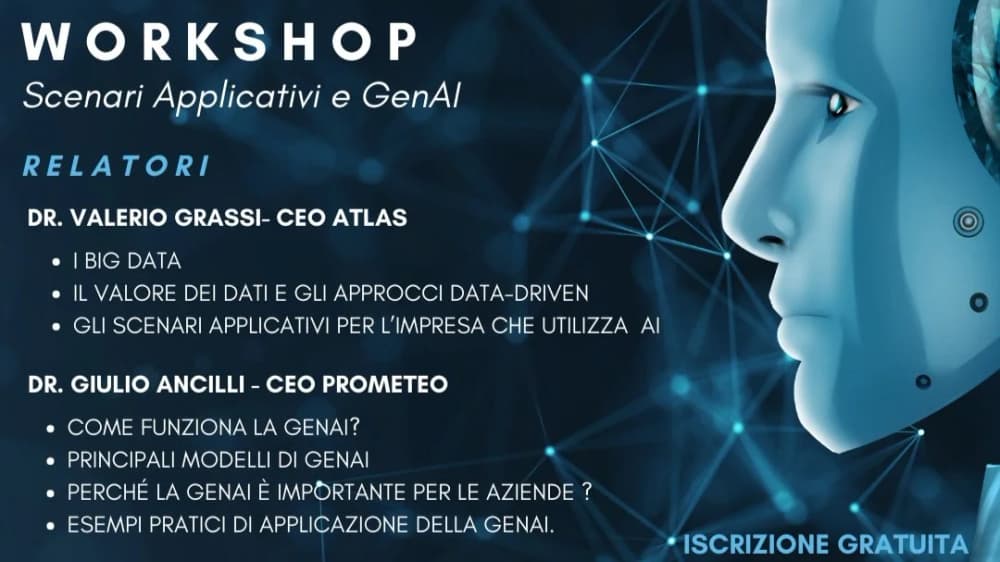 WORKSHOP
Scenari Applicativi e GenAI
RELATORI
DR. VALERIO GRASSI- CEO ATLAS
• I BIG DATA
• IL VALORE DEI DATI E GLI APPROCCI DATA-DRIVEN
• GLI SCENARI APPLICATIVI PER L'IMPRESA CHE UTILIZZA AI
DR. GIULIO ANCILLI - CEO PROMETEO
• COME FUNZIONA LA GENAI?
• PRINCIPALI MODELLI DI GENAI
• PERCHÉ LA GENAI È IMPORTANTE PER LE AZIENDE ?
• ESEMPI PRATICI DI APPLICAZIONE DELLA GENAI.
ISCRIZIONE GRATUITA